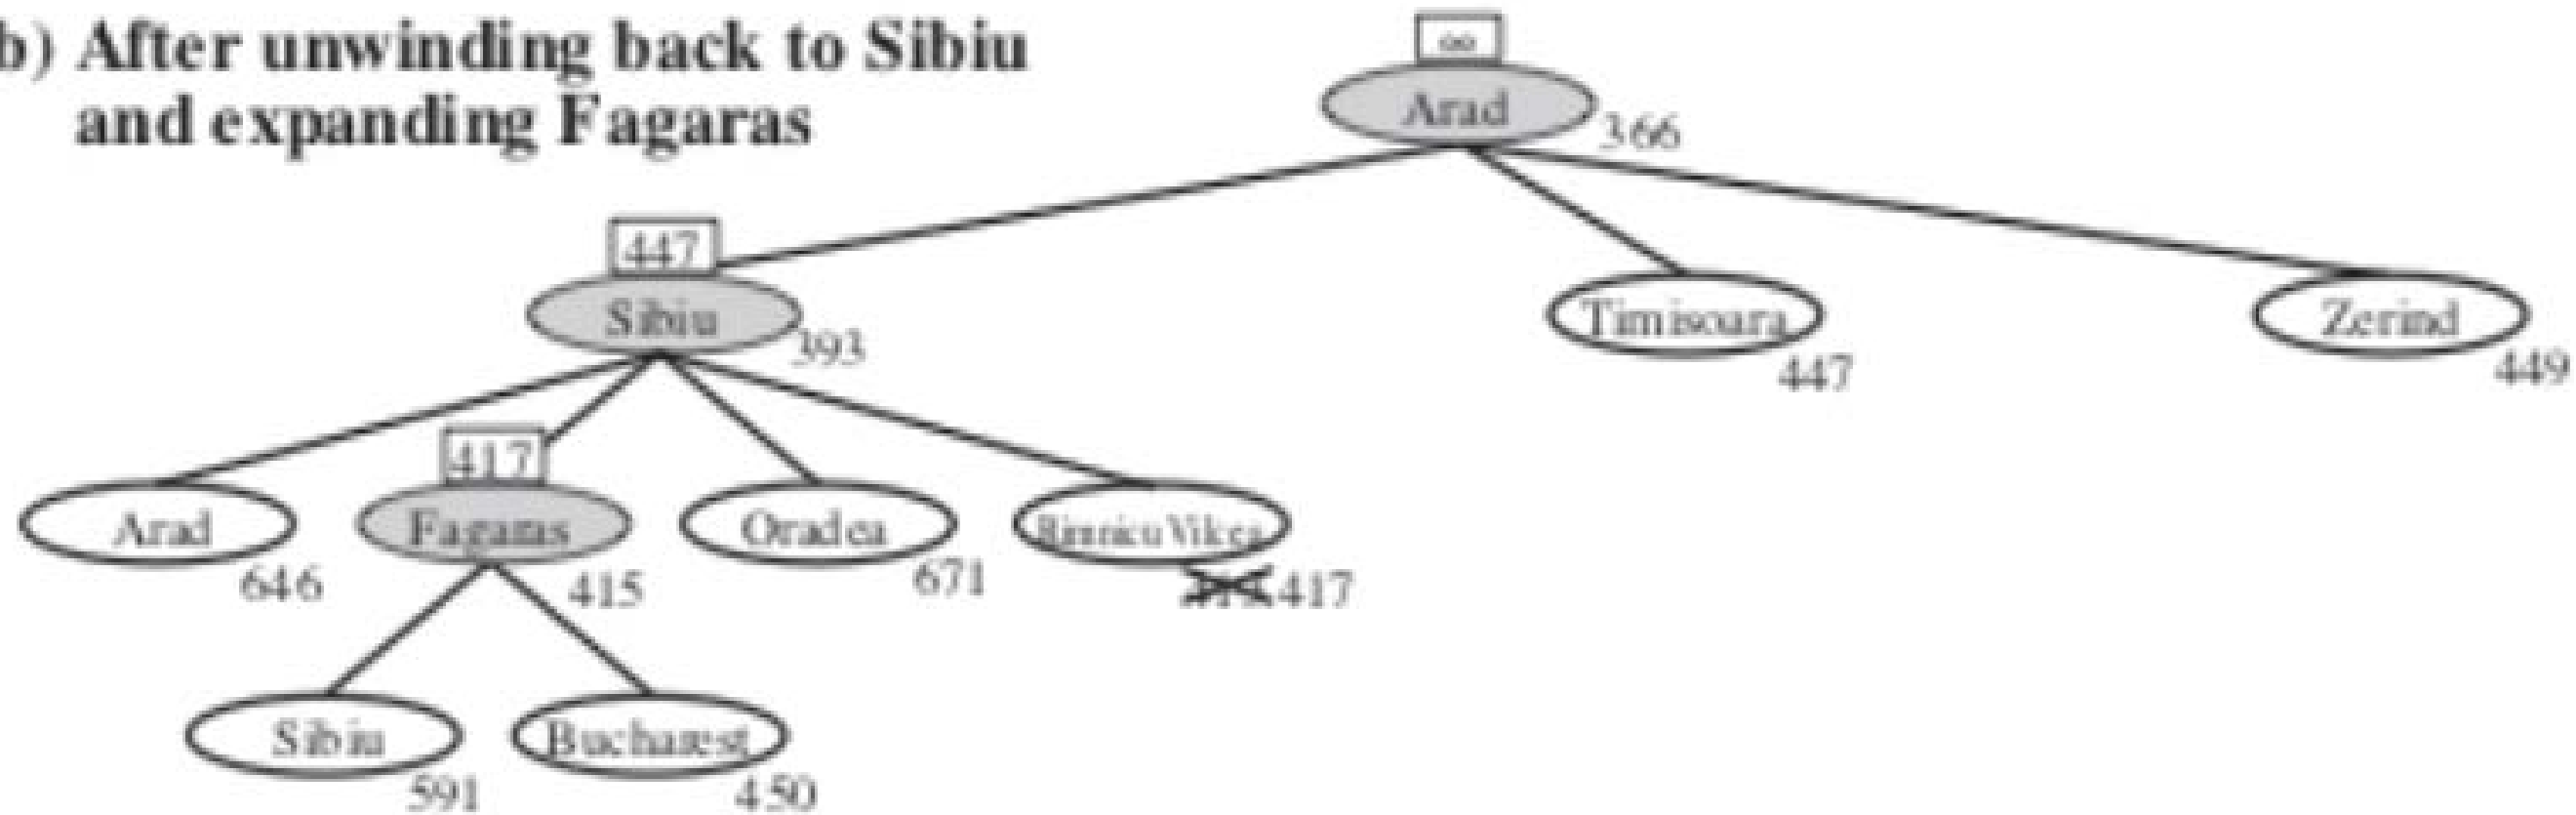 b) After unwinding back to Sibiu
and expanding Fagaras
∞
Arad
366
447
Sibiu
393
Timisoara
447
Zerind
449
417
Arad
646
Fagaras
415
Oradea
671
Rimnicu Vilcea
417
Sibiu
591
Bucharest
450